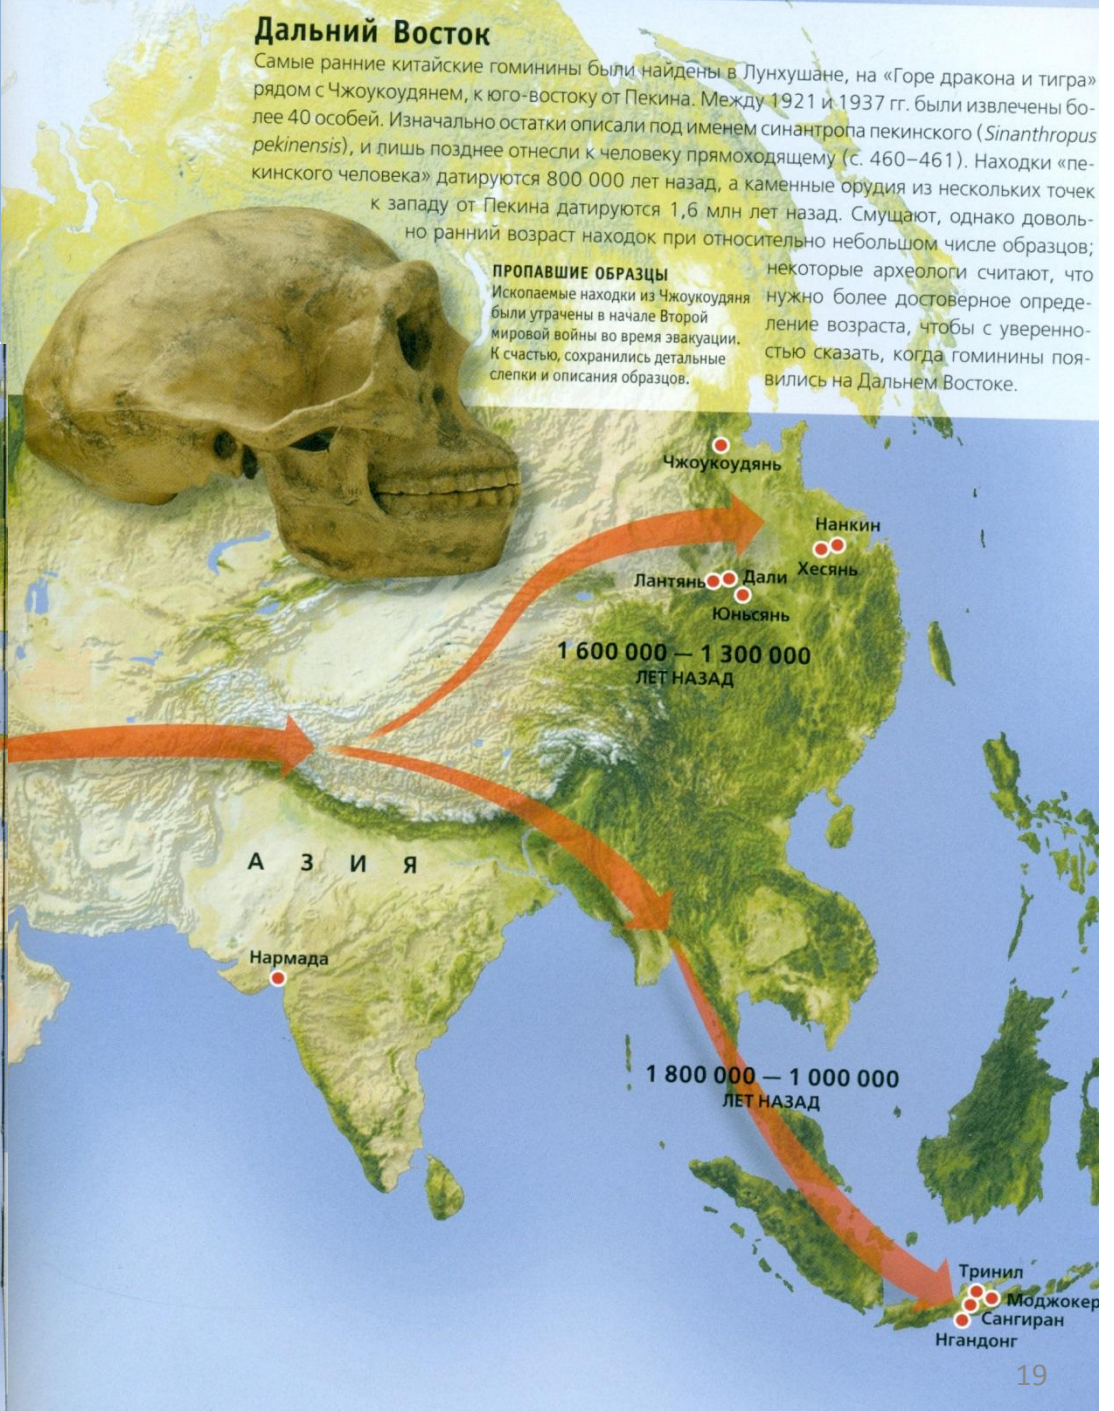 Дальний Восток
Самые ранние китайские гоминины были найдены в Лунхушане, на «Горе дракона и тигра»
рядом с Чжоукоудянем, к юго-востоку от Пекина. Между 1921 и 1937 гг. были извлечены бо-
лее 40 особей. Изначально остатки описали под именем синантропа пекинского (Sinanthropus
pekinensis), и лишь позднее отнесли к человеку прямоходящему (с. 460–461). Находки «пе-
кинского человека» датируются 800 000 лет назад, а каменные орудия из нескольких точек
к западу от Пекина датируются 1,6 млн лет назад. Смущают, однако доволь-
но ранний возраст находок при относительно небольшом числе образцов;
некоторые археологи считают, что
нужно более достоверное опреде-
ление возраста, чтобы с уверенно-
стью сказать, когда гоминины поя-
вились на Дальнем Востоке.
ПРОПАВШИЕ ОБРАЗЦЫ
Ископаемые находки из Чжоукоудяня
были утрачены в начале Второй
мировой войны во время эвакуации.
К счастью, сохранились детальные
слепки и описания образцов.
Чжоукоудянь
Нанкин
Хесянь
Лантянь
Дали
Юньсянь
1 600 000 — 1 300 000
ЛЕТ НАЗАД
АЗИЯ
Нармада
1 800 000 — 1 000 000
ЛЕТ НАЗАД
Тринил
Моджокер
Сангиран
Нгандонг
19